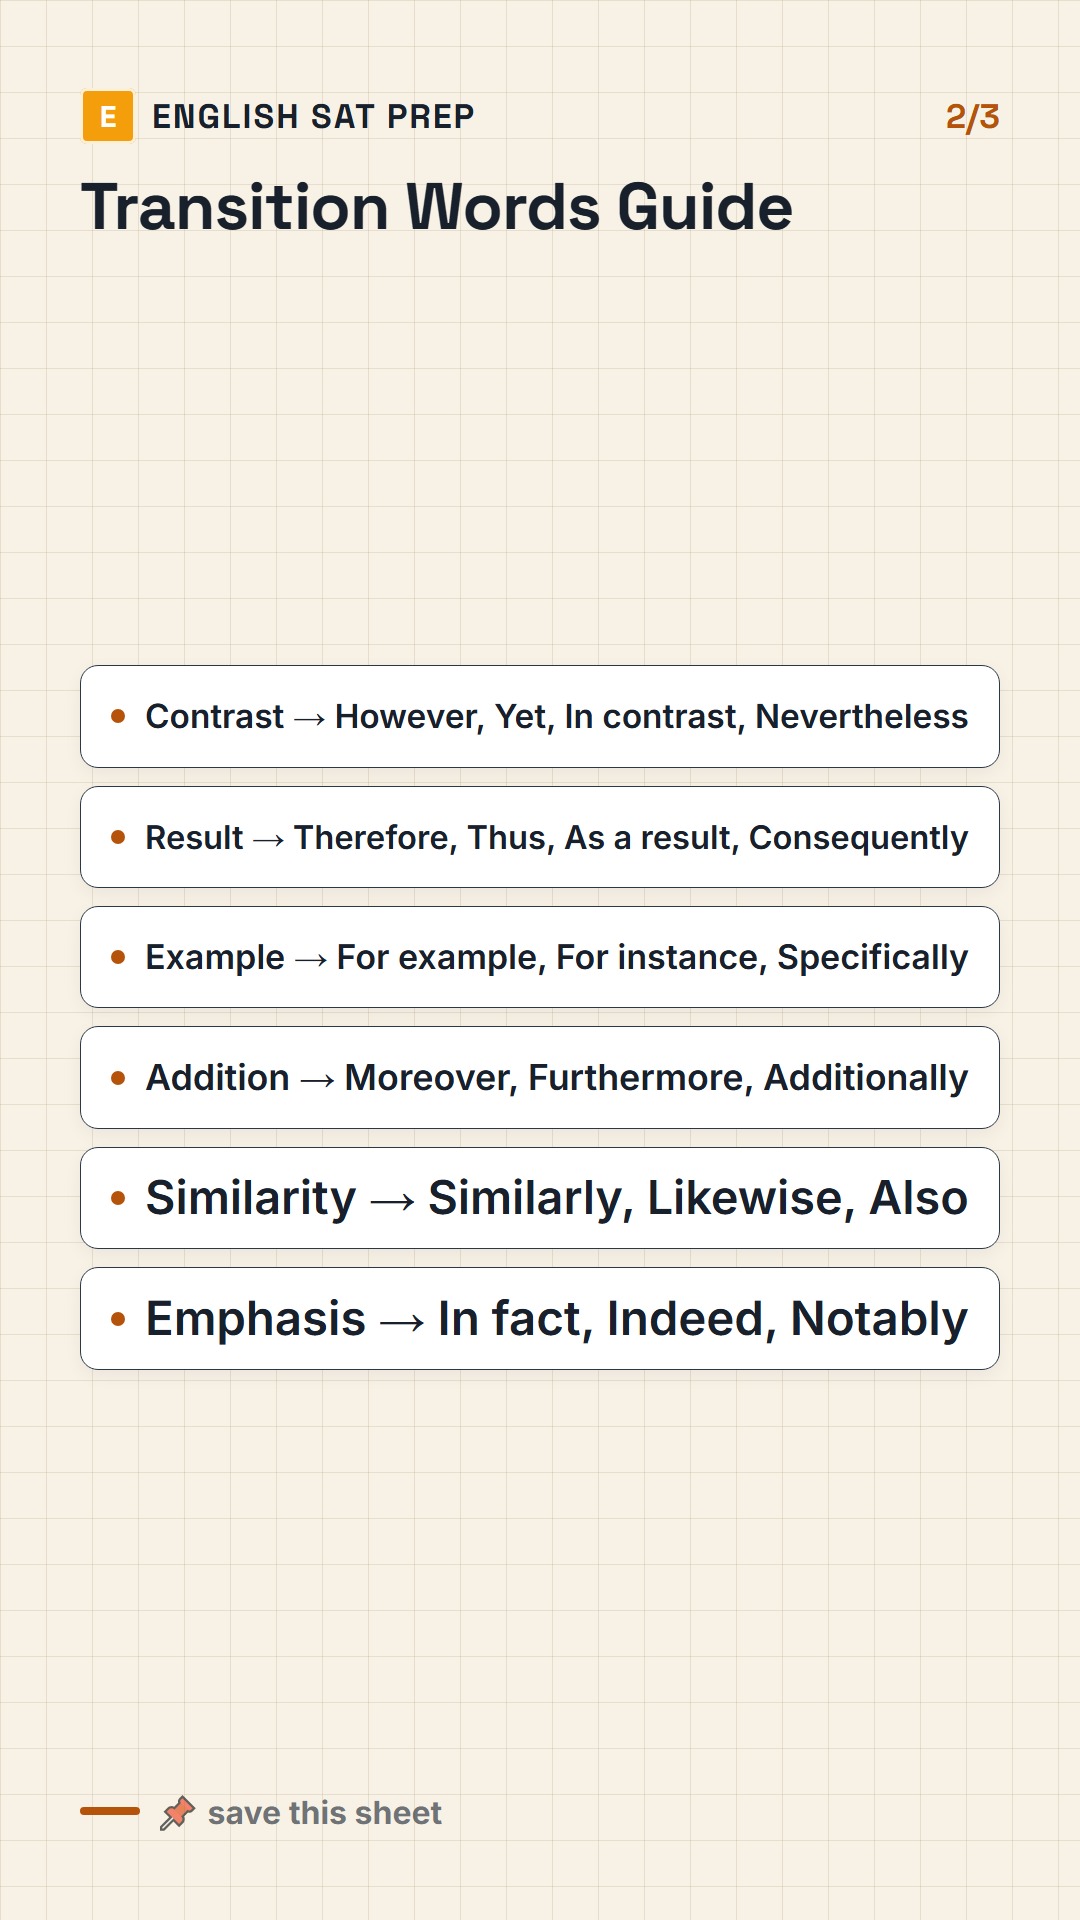 E ENGLISH SAT PREP 2/3
Transition Words Guide
• Contrast → However, Yet, In contrast, Nevertheless
• Result → Therefore, Thus, As a result, Consequently
• Example → For example, For instance, Specifically
• Addition → Moreover, Furthermore, Additionally
• Similarity → Similarly, Likewise, Also
• Emphasis → In fact, Indeed, Notably
📌 save this sheet